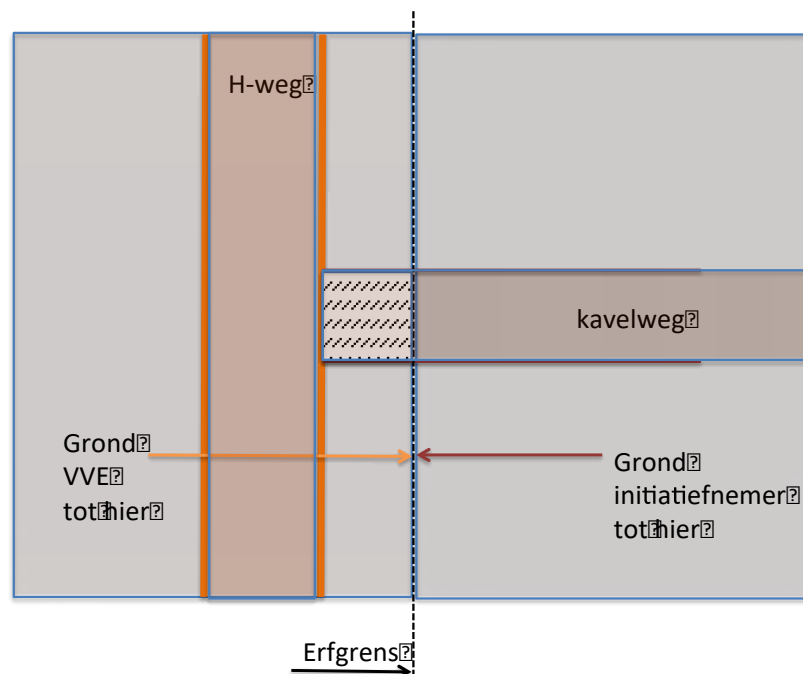 H-weg
kavelweg
Grond
VVE
tot hier
Grond
initiatiefnemer
tot hier
Erfgrens